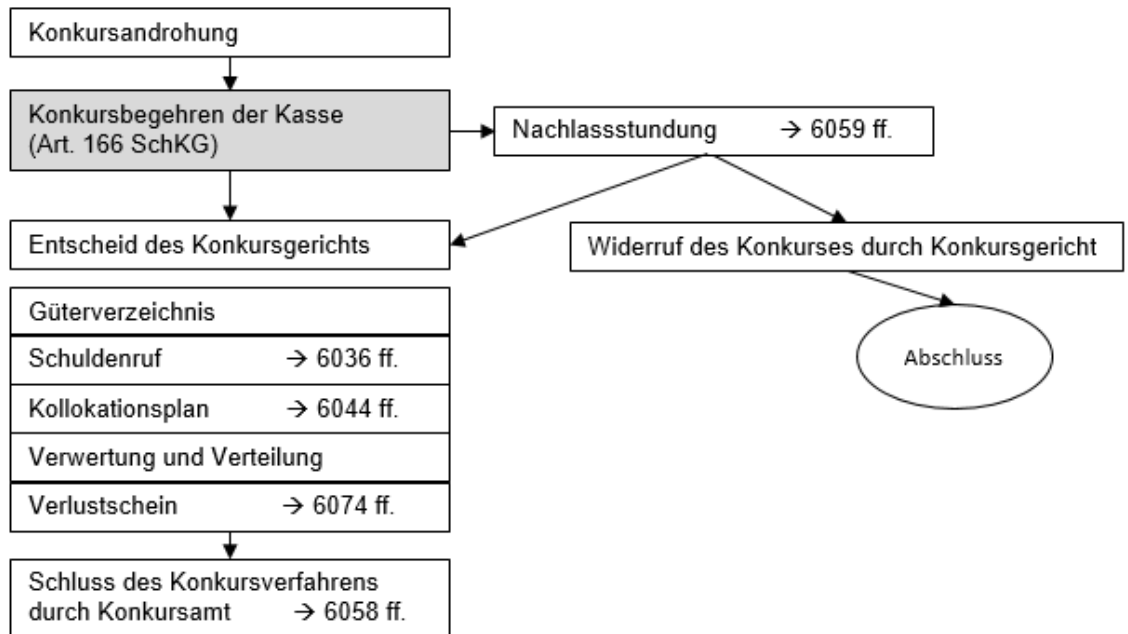 Konkursandrohung
Konkursbegehren der Kasse
(Art. 166 SchKG)
Nachlassstundung → 6059 ff.
Entscheid des Konkursgerichts
Widerruf des Konkurses durch Konkursgericht
Güterverzeichnis
Schuldenruf → 6036 ff.
Kollokationsplan → 6044 ff.
Verwertung und Verteilung
Verlustschein → 6074 ff.
Abschluss
Schluss des Konkursverfahrens
durch Konkursamt → 6058 ff.